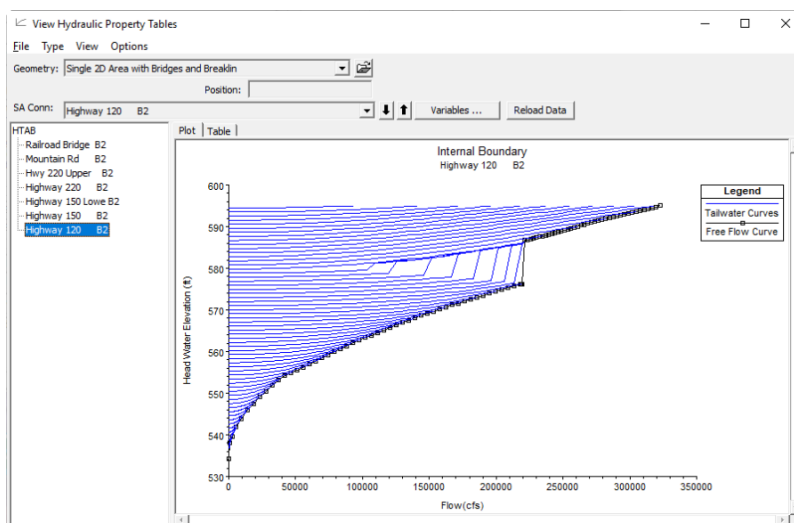 View Hydraulic Property Tables
File Type View Options
Geometry: Single 2D Area with Bridges and Breaklin
Position:
SA Conn: Highway 120 B2
Variables ...
Reload Data
HTAB
Railroad Bridge B2
Mountain Rd B2
Hwy 220 Upper B2
Highway 220 B2
Highway 150 Lowe B2
Highway 150 B2
Highway 120 B2
Plot Table
Internal Boundary
Highway 120 B2
Legend
Tailwater Curves
Free Flow Curve
Head Water Elevation (ft)
600
590
580
570
560
550
540
530
0 50000 100000 150000 200000 250000 300000 350000
Flow(cfs)